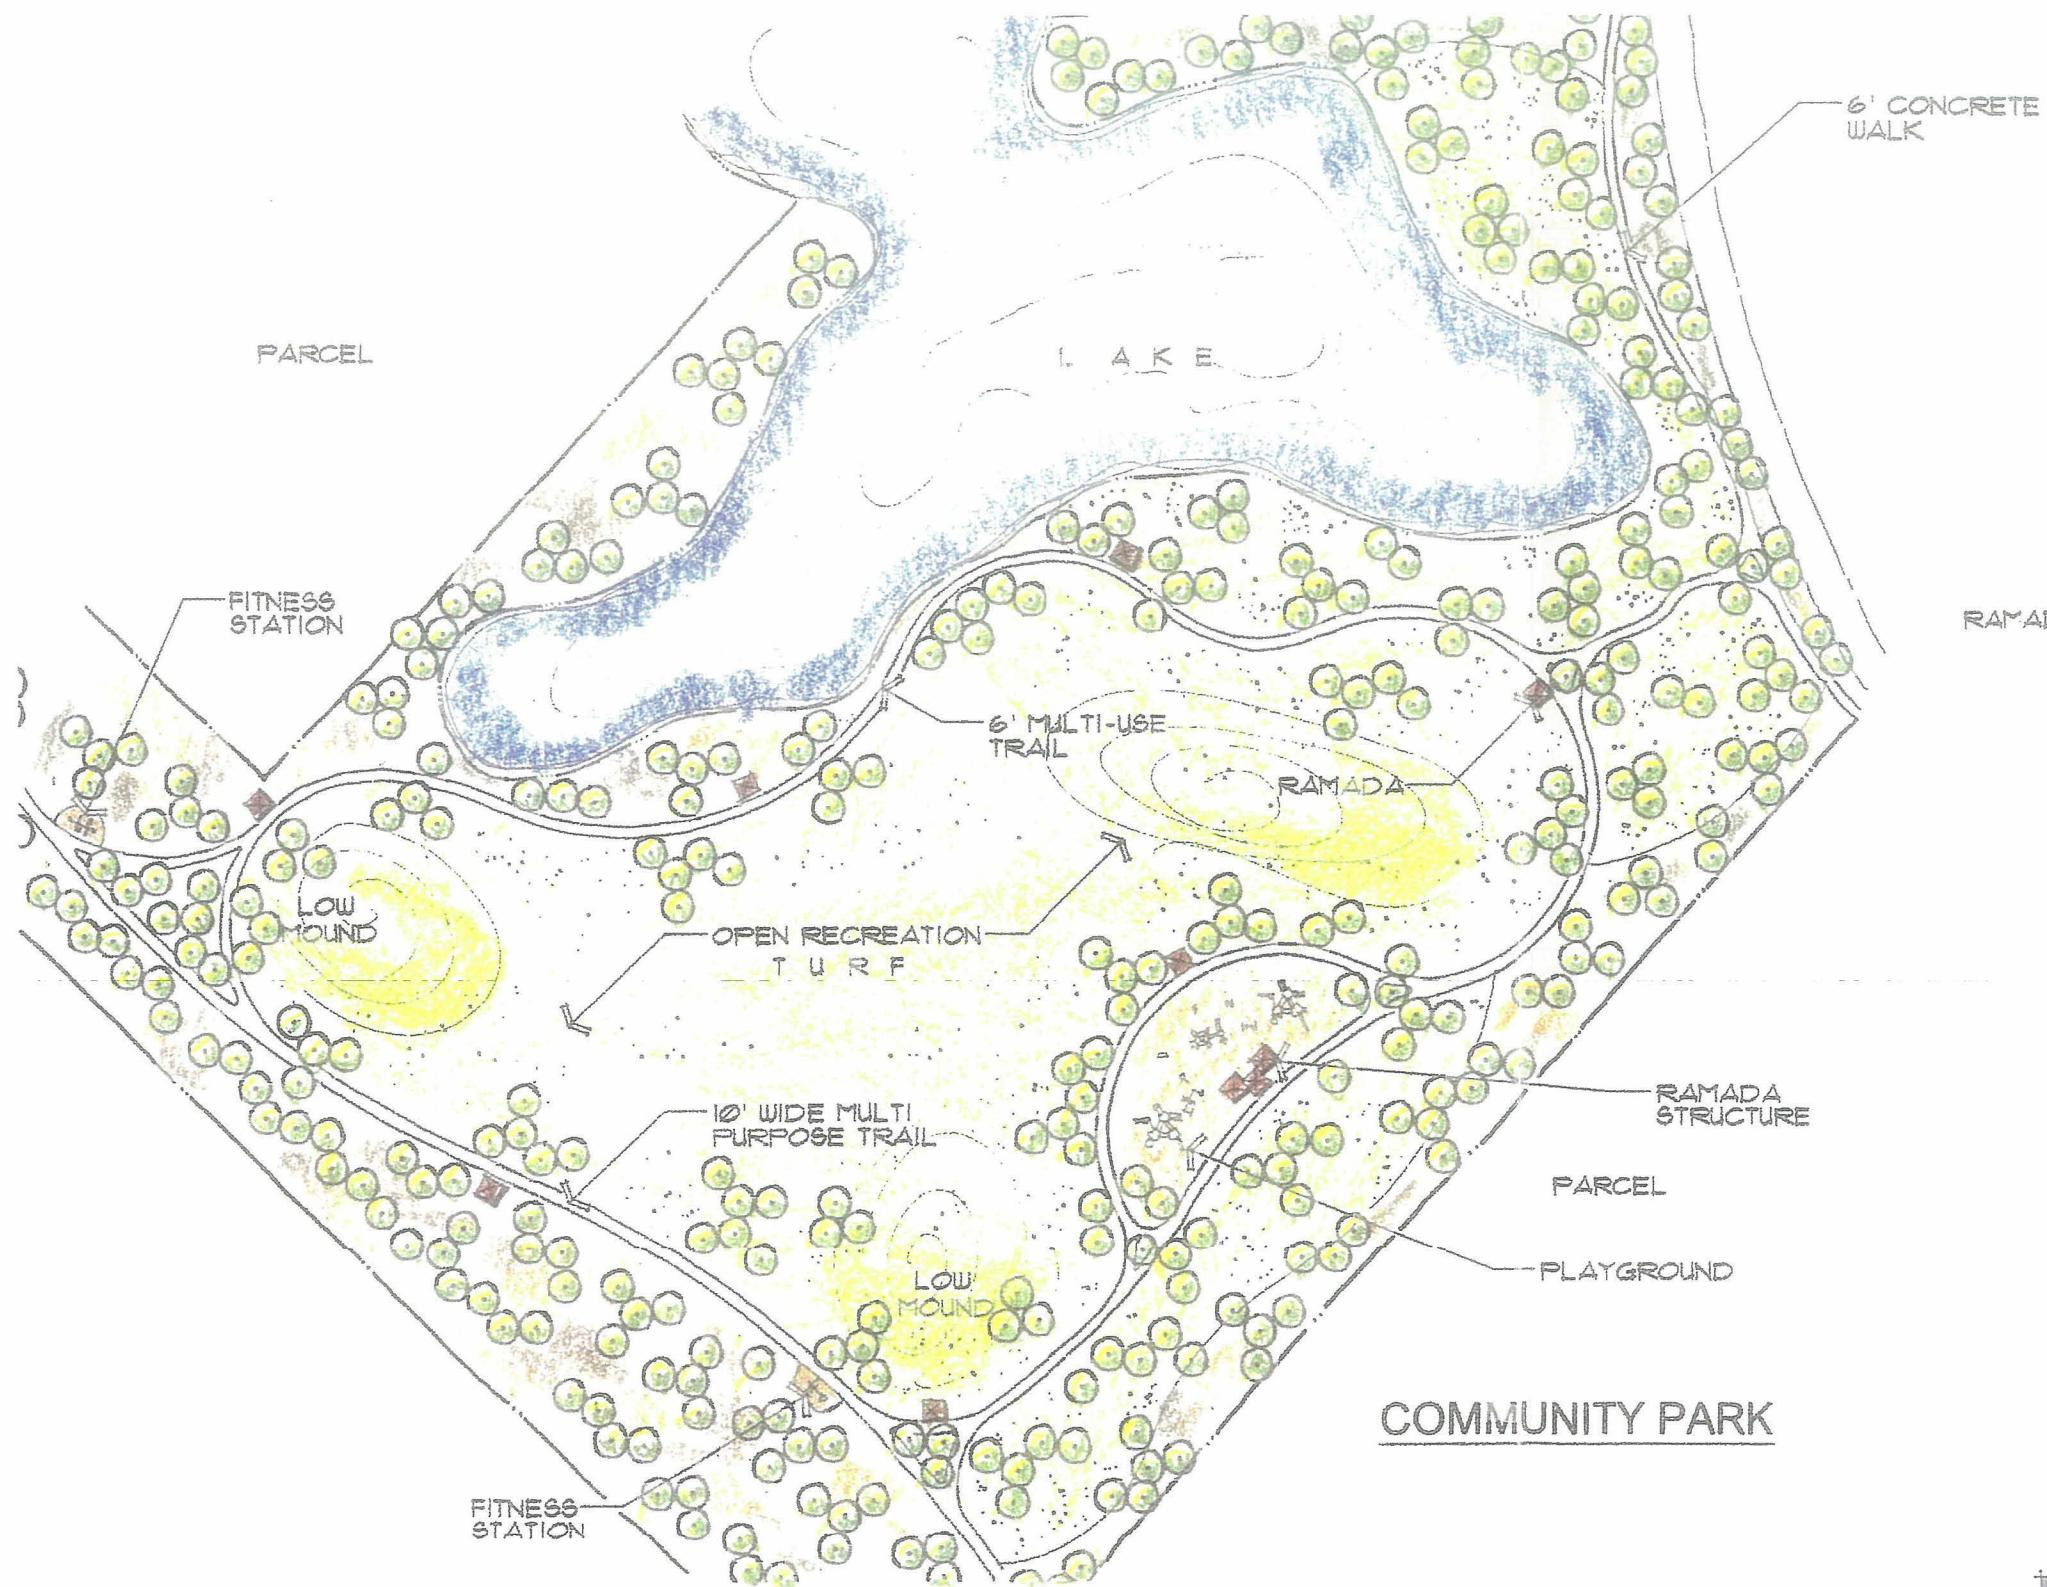 6' CONCRETE
WALK
PARCEL
LAKE
FITNESS
STATION
6' MULTI-USE
TRAIL
RAMADA
LOW
MOUND
OPEN RECREATION
TURF
10' WIDE MULTI
PURPOSE TRAIL
RAMADA
STRUCTURE
PARCEL
PLAYGROUND
LOW
MOUND
COMMUNITY PARK
FITNESS
STATION